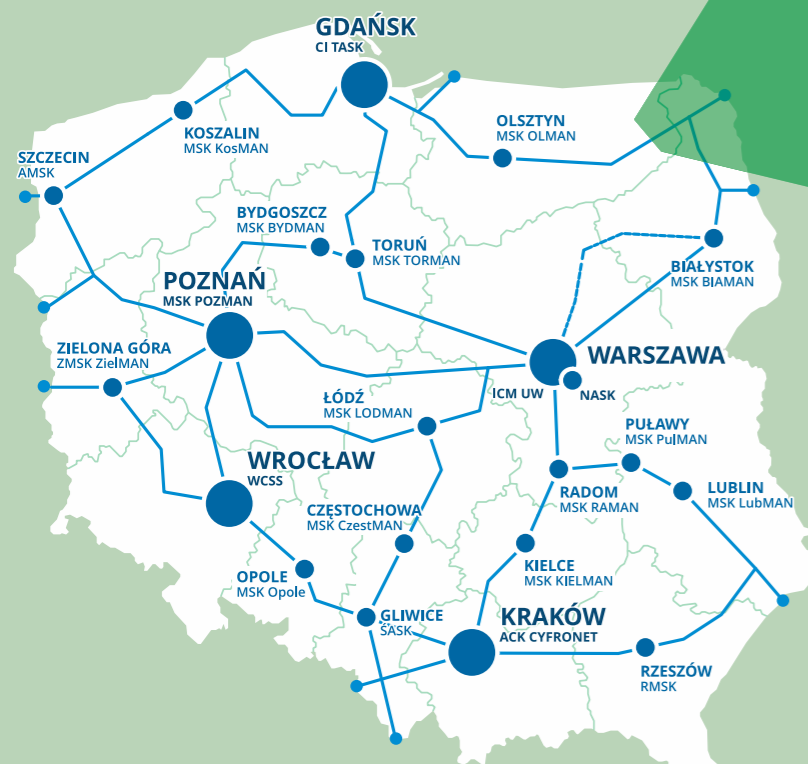 GDAŃSK
CI TASK
KOSZALIN
MSK KosMAN
OLSZTYN
MSK OLMAN
SZCZECIN
AMSK
BYDGOSZCZ
MSK BYDMAN
TORUŃ
MSK TORMAN
BIAŁYSTOK
MSK BIAMAN
POZNAŃ
MSK POZMAN
ZIELONA GÓRA
ZMSK ZielMAN
WARSZAWA
ICM UW
NASK
ŁÓDŹ
MSK LODMAN
PUŁAWY
MSK PulMAN
WROCŁAW
WCSS
RADOM
MSK RAMAN
LUBLIN
MSK LubMAN
CZĘSTOCHOWA
MSK CzestMAN
KIELCE
MSK KIELMAN
OPOLE
MSK Opole
GLIWICE
ŚASK
KRAKÓW
ACK CYFRONET
RZESZÓW
RMSK